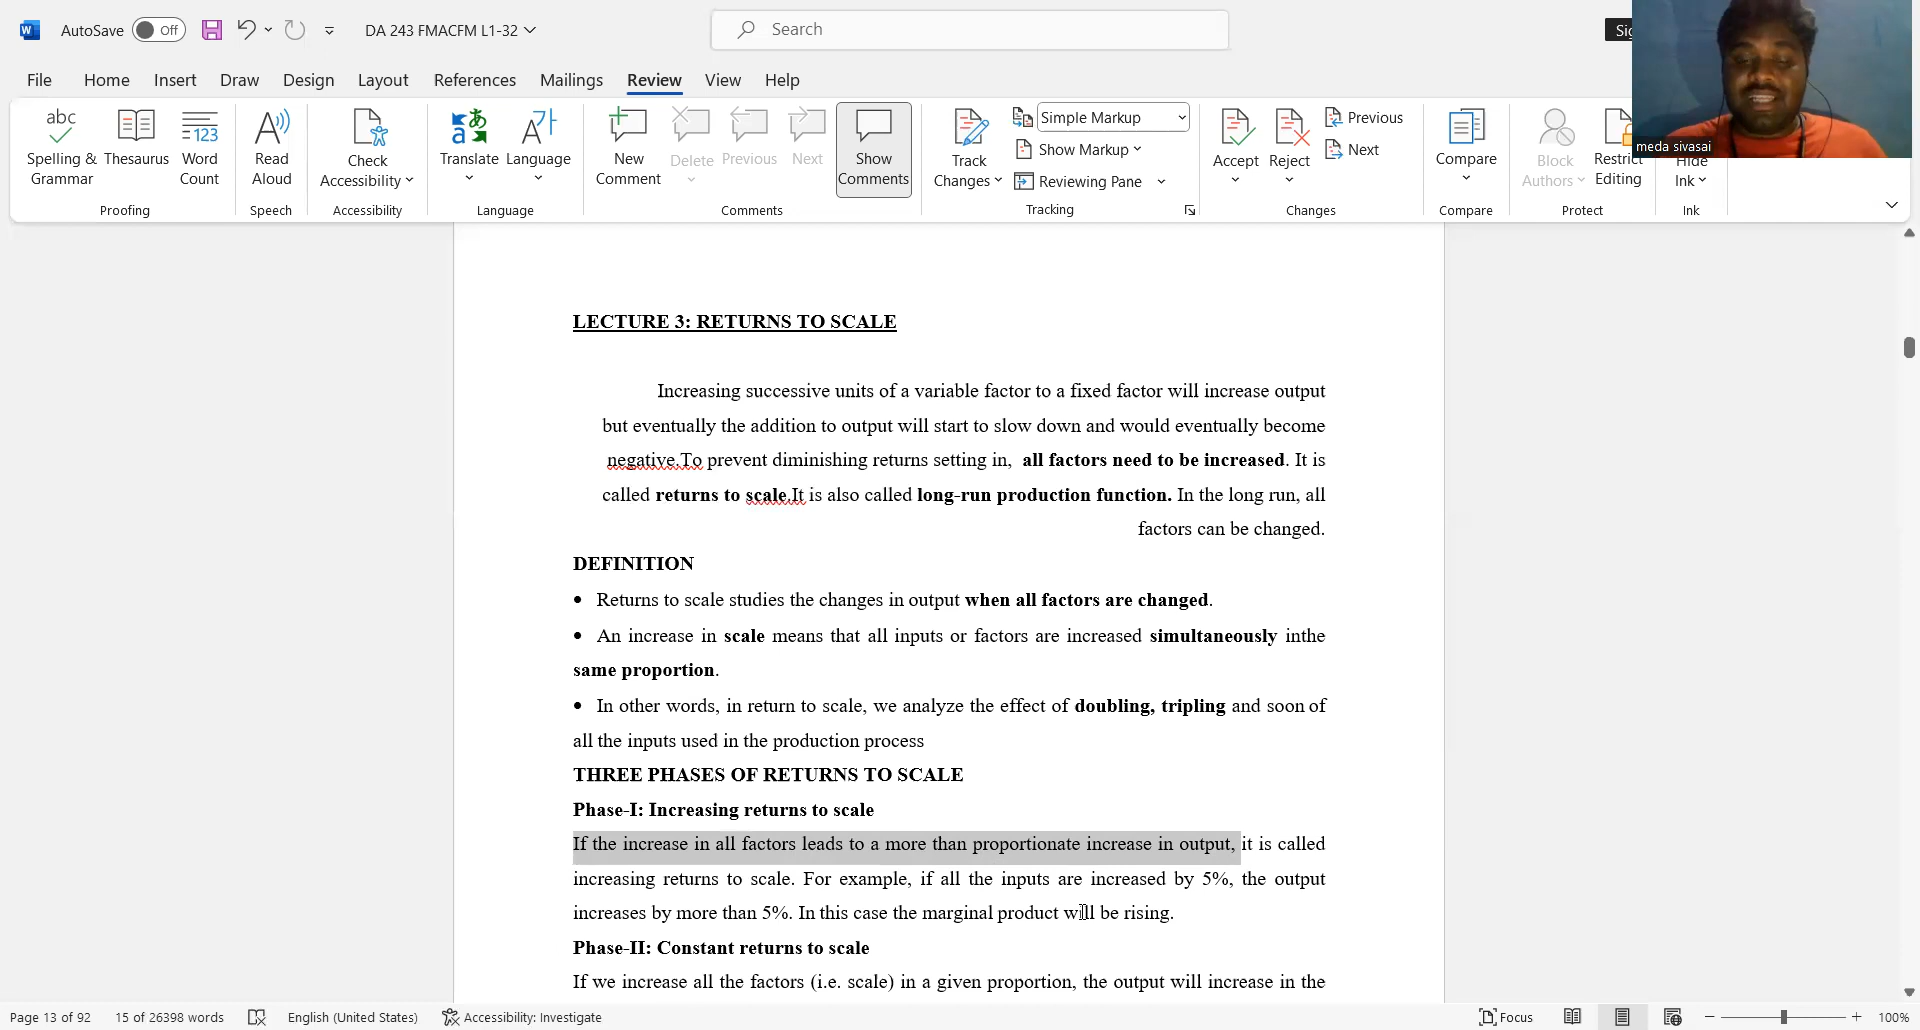 AutoSave Off DA 243 FMACFM L1-32 Search
File Home Insert Draw Design Layout References Mailings Review View Help
abc
Spelling & Grammar
Thesaurus
123
Word Count
Read Aloud
Check Accessibility
Translate
Language
New Comment
Delete
Previous
Next
Show Comments
Track Changes
Simple Markup
Show Markup
Reviewing Pane
Accept
Reject
Previous
Next
Compare
Block Authors
Restrict Editing
Hide Ink
meda sivasai
Proofing Speech Accessibility Language Comments Tracking Changes Compare Protect Ink
LECTURE 3: RETURNS TO SCALE
Increasing successive units of a variable factor to a fixed factor will increase output
but eventually the addition to output will start to slow down and would eventually become
negative.To prevent diminishing returns setting in, all factors need to be increased. It is
called returns to scale.It is also called long-run production function. In the long run, all
factors can be changed.
DEFINITION
• Returns to scale studies the changes in output when all factors are changed.
• An increase in scale means that all inputs or factors are increased simultaneously inthe
same proportion.
• In other words, in return to scale, we analyze the effect of doubling, tripling and soon of
all the inputs used in the production process
THREE PHASES OF RETURNS TO SCALE
Phase-I: Increasing returns to scale
If the increase in all factors leads to a more than proportionate increase in output, it is called
increasing returns to scale. For example, if all the inputs are increased by 5%, the output
increases by more than 5%. In this case the marginal product will be rising.
Phase-II: Constant returns to scale
If we increase all the factors (i.e. scale) in a given proportion, the output will increase in the
Page 13 of 92 15 of 26398 words English (United States) Accessibility: Investigate Focus 100%